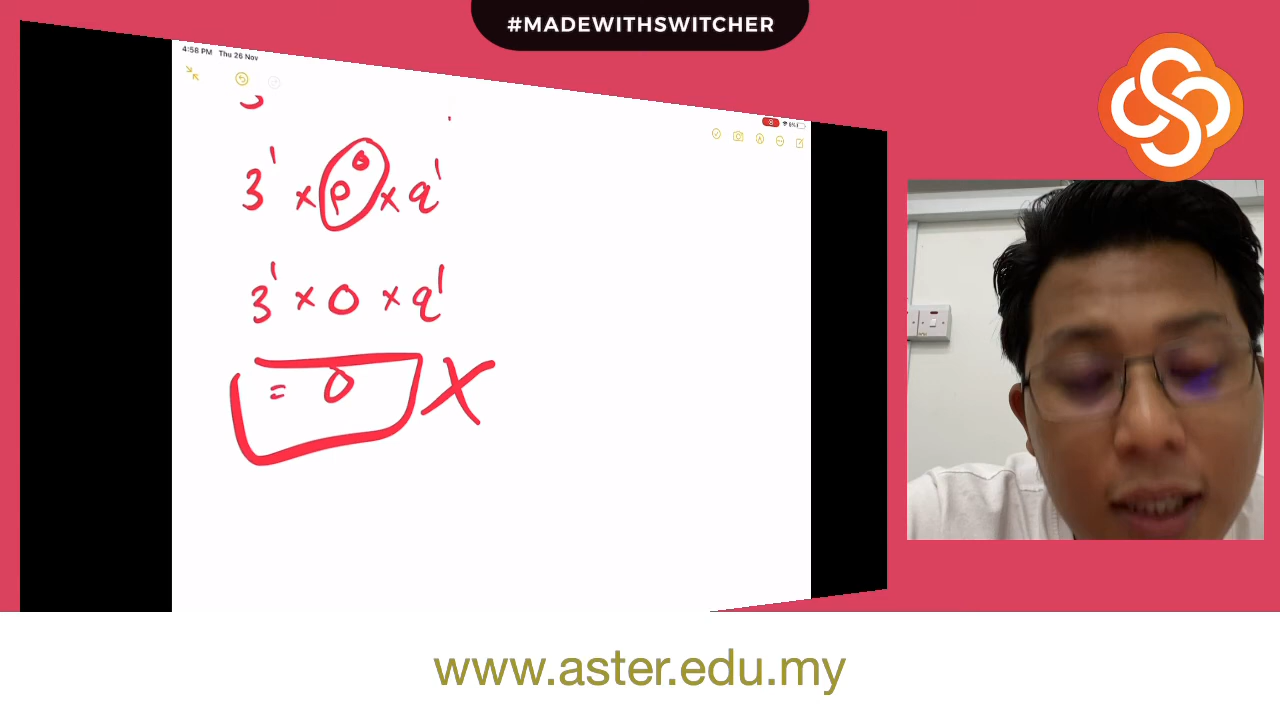 #MADEWITHSWITCHER
4:58 PM Thu 26 Nov
3¹ × p⁰ × q¹
3¹ × 0 × q¹
= 0 X
www.aster.edu.my